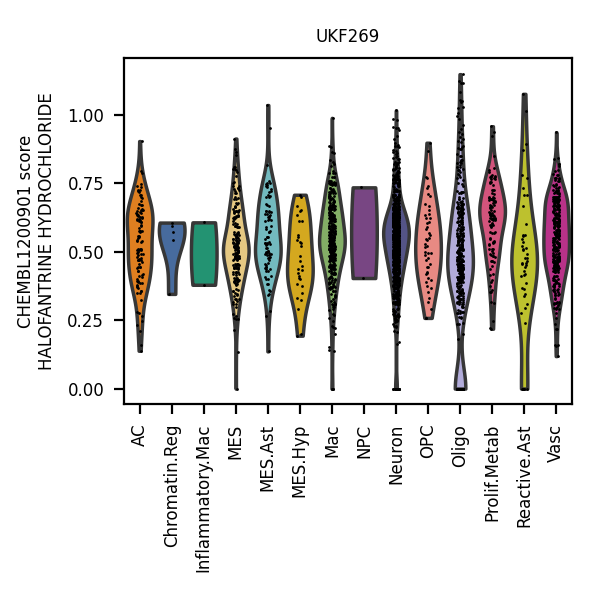 UKF269
CHEMBL1200901 score
HALOFANTRINE HYDROCHLORIDE
1.00
0.75
0.50
0.25
0.00
AC
Chromatin.Reg
Inflammatory.Mac
MES
MES.Ast
MES.Hyp
Mac
NPC
Neuron
OPC
Oligo
Prolif.Metab
Reactive.Ast
Vasc